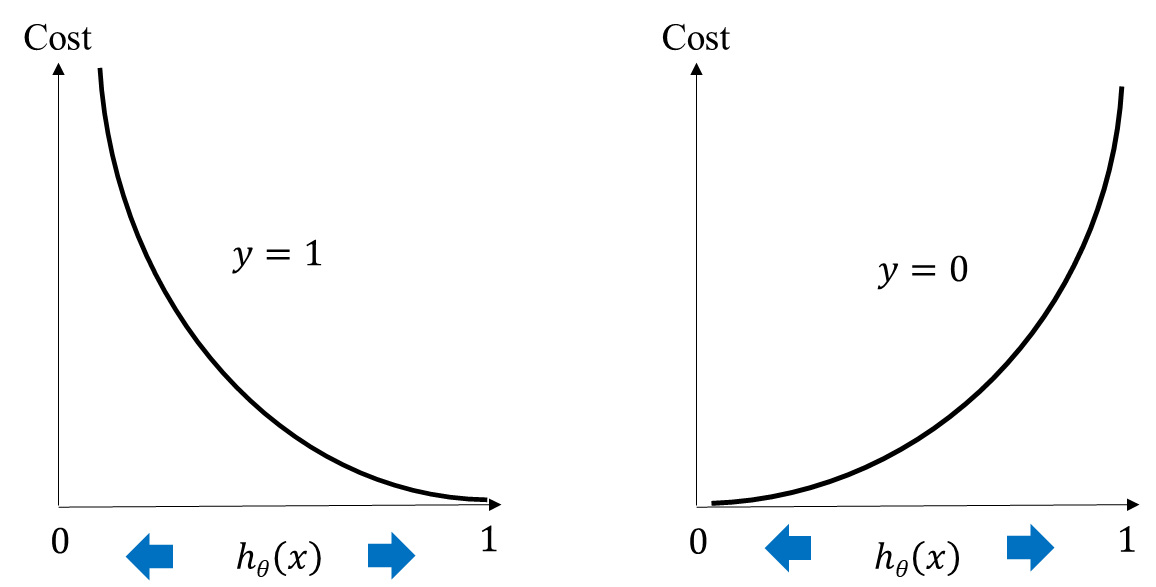 Cost
y = 1
0
h_θ(x)
1
Cost
y = 0
0
h_θ(x)
1